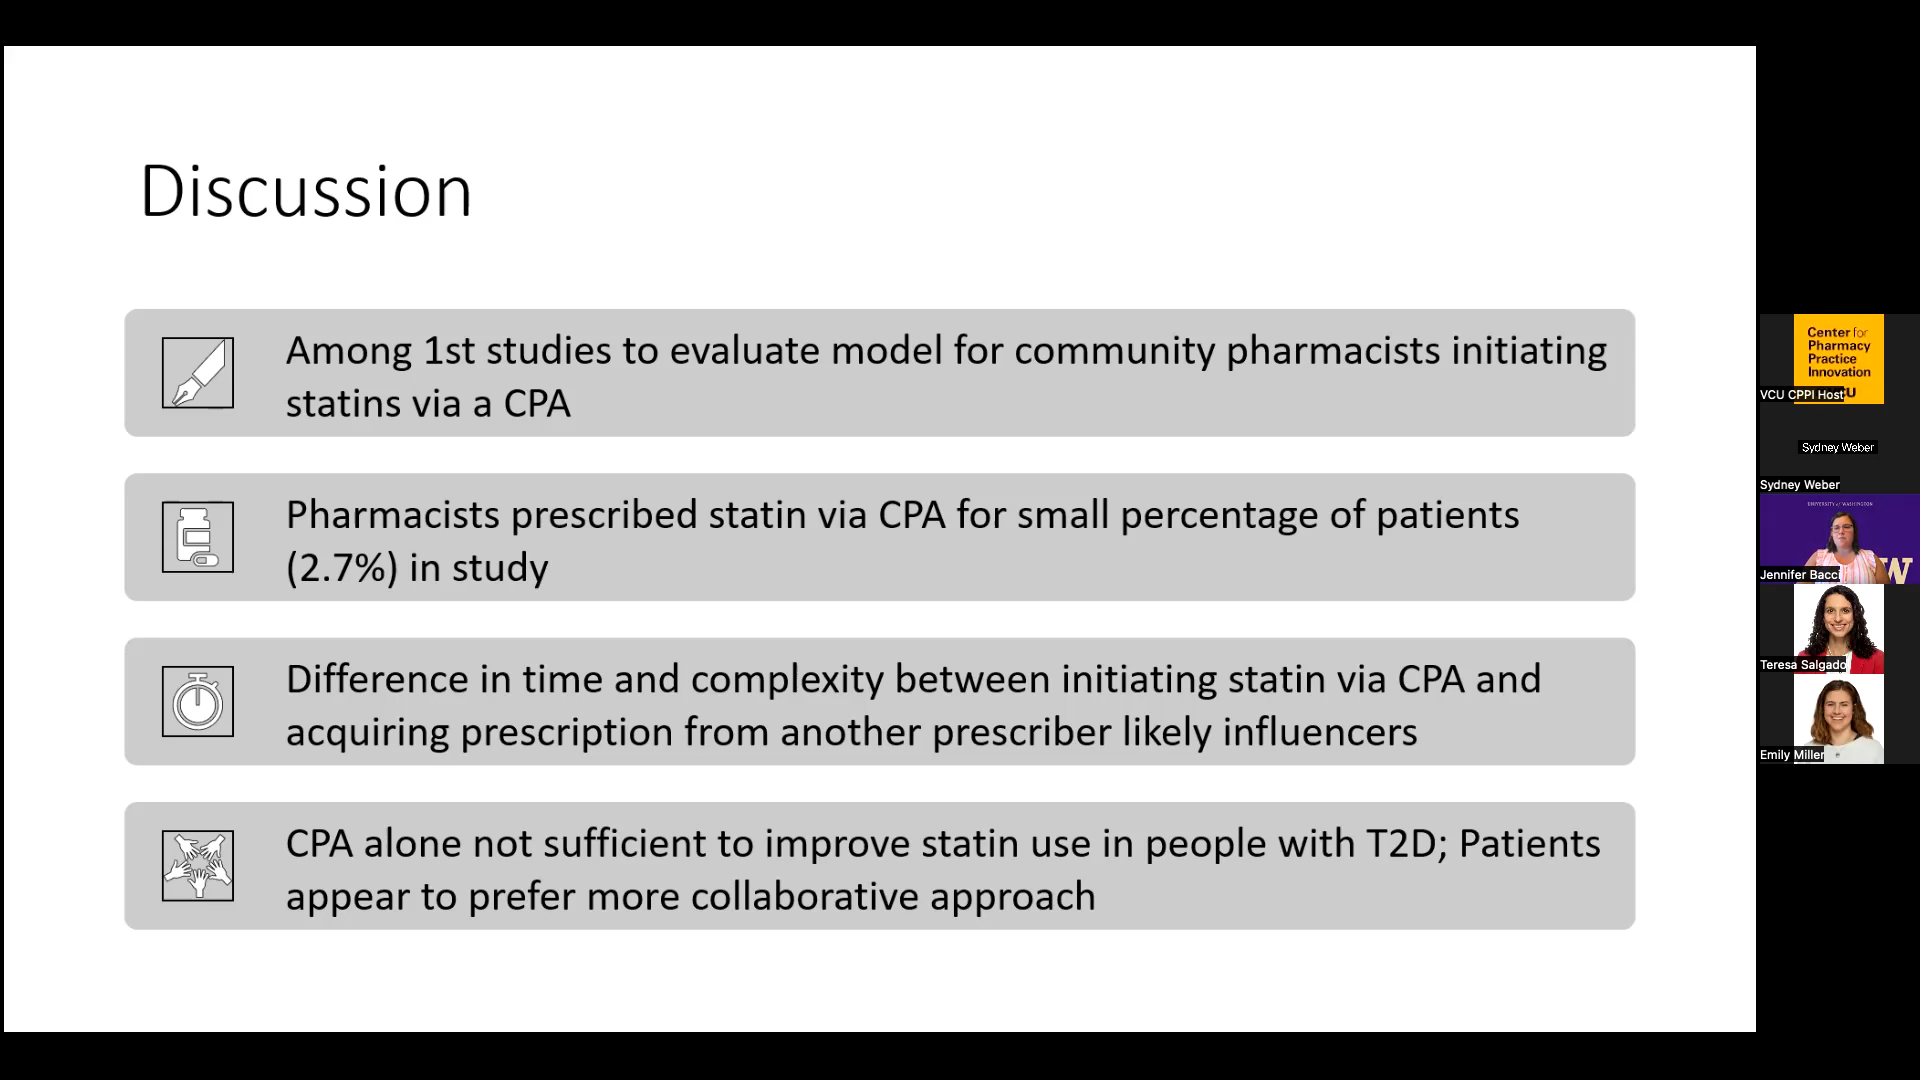 Discussion
Among 1st studies to evaluate model for community pharmacists initiating
statins via a CPA
Pharmacists prescribed statin via CPA for small percentage of patients
(2.7%) in study
Difference in time and complexity between initiating statin via CPA and
acquiring prescription from another prescriber likely influencers
CPA alone not sufficient to improve statin use in people with T2D; Patients
appear to prefer more collaborative approach
Center for
Pharmacy
Practice
Innovation
VCU CPPI Host
Sydney Weber
Sydney Weber
UNIVERSITY of WASHINGTON
W
Jennifer Bacci
Teresa Salgado
Emily Miller